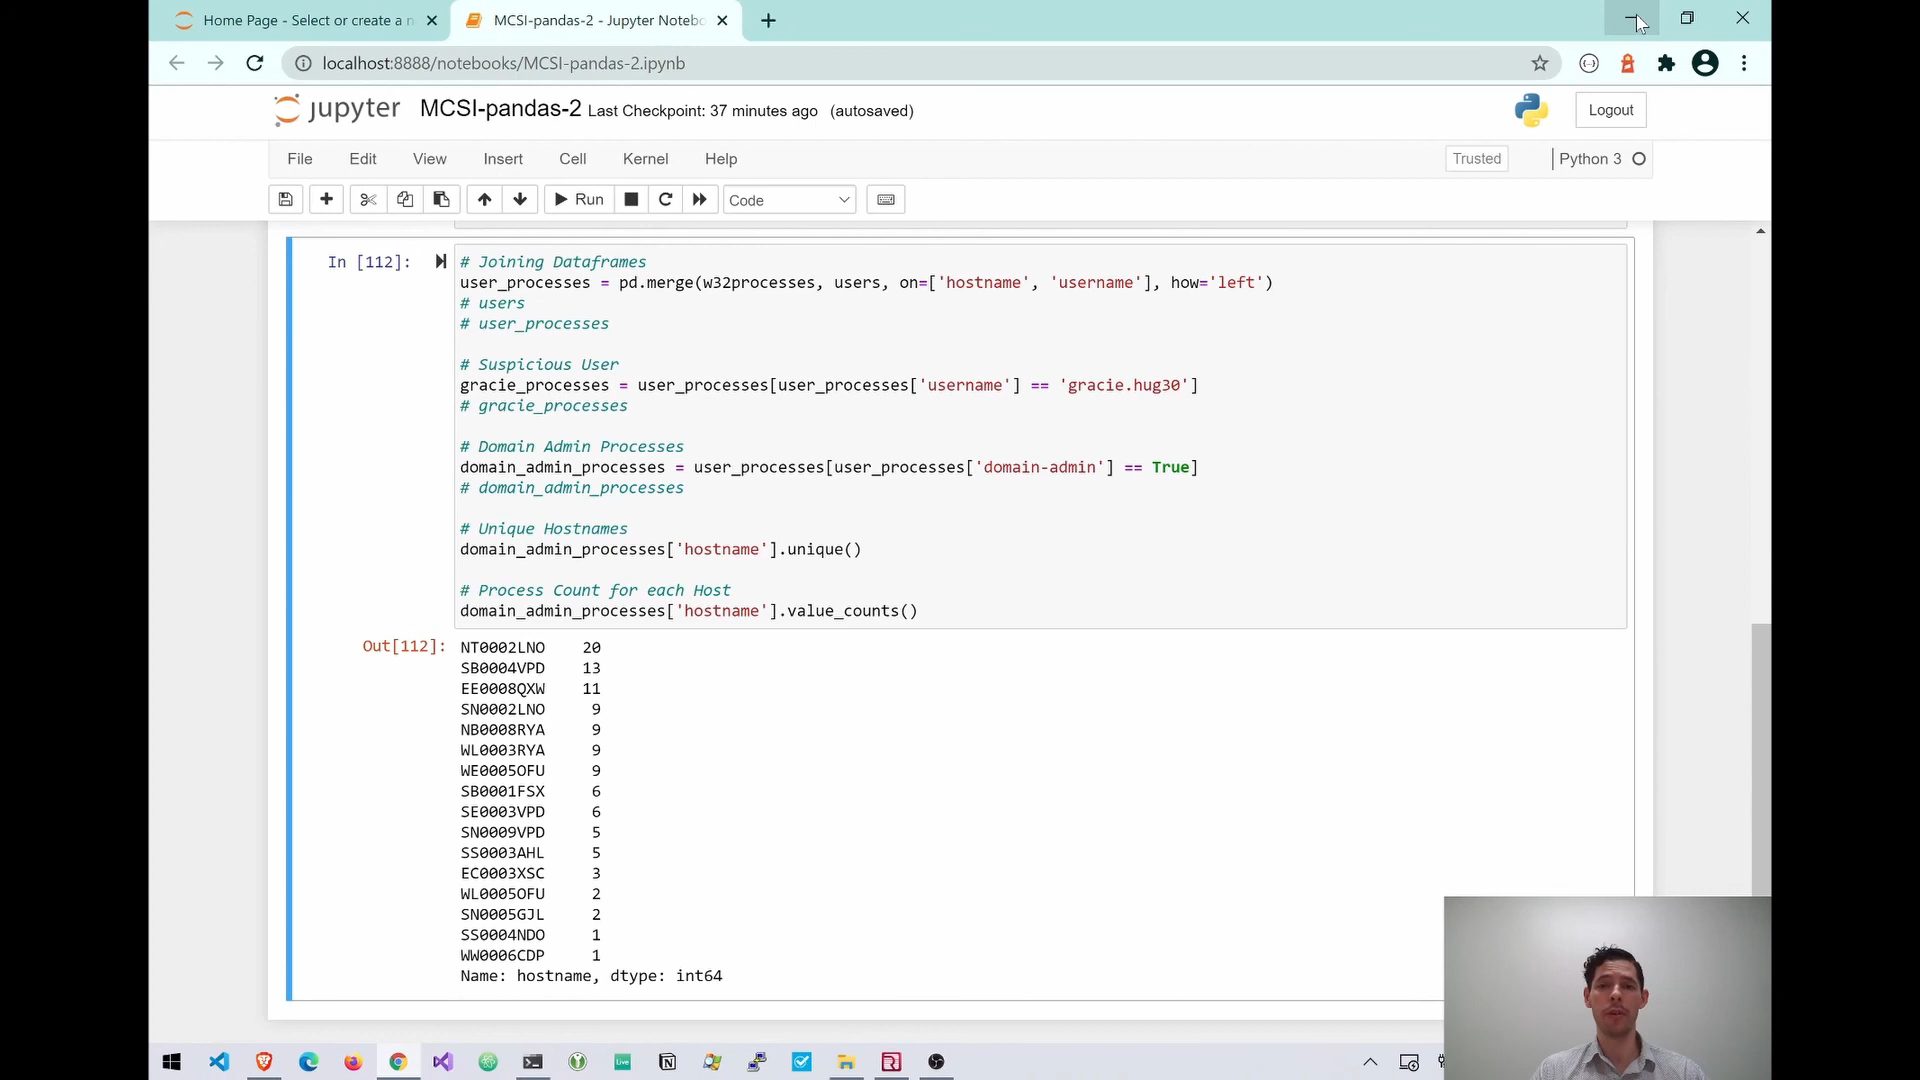 Home Page - Select or create a n
MCSI-pandas-2 - Jupyter Notebo
localhost:8888/notebooks/MCSI-pandas-2.ipynb
jupyter MCSI-pandas-2 Last Checkpoint: 37 minutes ago (autosaved)
Logout
File Edit View Insert Cell Kernel Help
Trusted
Python 3
Run
Code
In [112]:
# Joining Dataframes
user_processes = pd.merge(w32processes, users, on=['hostname', 'username'], how='left')
# users
# user_processes
# Suspicious User
gracie_processes = user_processes[user_processes['username'] == 'gracie.hug30']
# gracie_processes
# Domain Admin Processes
domain_admin_processes = user_processes[user_processes['domain-admin'] == True]
# domain_admin_processes
# Unique Hostnames
domain_admin_processes['hostname'].unique()
# Process Count for each Host
domain_admin_processes['hostname'].value_counts()
Out[112]:
NT0002LNO 20
SB0004VPD 13
EE0008QXW 11
SN0002LNO 9
NB0008RYA 9
WL0003RYA 9
WE0005OFU 9
SB0001FSX 6
SE0003VPD 6
SN0009VPD 5
SS0003AHL 5
EC0003XSC 3
WL0005OFU 2
SN0005GJL 2
SS0004NDO 1
WW0006CDP 1
Name: hostname, dtype: int64
Live